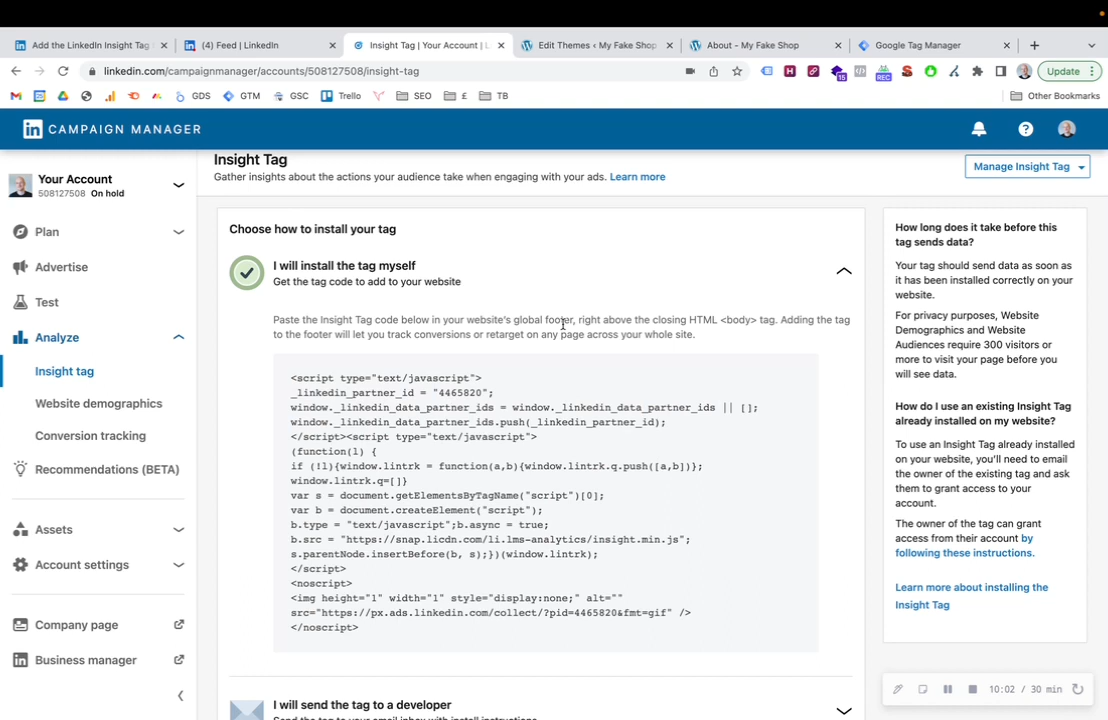 Add the LinkedIn Insight Tag
(4) Feed | LinkedIn
Insight Tag | Your Account | L
Edit Themes ‹ My Fake Shop
About – My Fake Shop
Google Tag Manager
linkedin.com/campaignmanager/accounts/508127508/insight-tag
15
REC
Update
GDS
GTM
GSC
Trello
SEO
£
TB
Other Bookmarks
in CAMPAIGN MANAGER
Your Account
508127508 On hold
Plan
Advertise
Test
Analyze
Insight tag
Website demographics
Conversion tracking
Recommendations (BETA)
Assets
Account settings
Company page
Business manager
Insight Tag
Gather insights about the actions your audience take when engaging with your ads. Learn more
Manage Insight Tag
Choose how to install your tag
I will install the tag myself
Get the tag code to add to your website
Paste the Insight Tag code below in your website's global footer, right above the closing HTML <body> tag. Adding the tag
to the footer will let you track conversions or retarget on any page across your whole site.
<script type="text/javascript">
_linkedin_partner_id = "4465820";
window._linkedin_data_partner_ids = window._linkedin_data_partner_ids || [];
window._linkedin_data_partner_ids.push(_linkedin_partner_id);
</script><script type="text/javascript">
(function(l) {
if (!l){window.lintrk = function(a,b){window.lintrk.q.push([a,b])};
window.lintrk.q=[]}
var s = document.getElementsByTagName("script")[0];
var b = document.createElement("script");
b.type = "text/javascript";b.async = true;
b.src = "https://snap.licdn.com/li.lms-analytics/insight.min.js";
s.parentNode.insertBefore(b, s);})(window.lintrk);
</script>
<noscript>
<img height="1" width="1" style="display:none;" alt=""
src="https://px.ads.linkedin.com/collect/?pid=4465820&fmt=gif" />
</noscript>
I will send the tag to a developer
Send the tag to your email inbox with install instructions
How long does it take before this
tag sends data?
Your tag should send data as soon as
it has been installed correctly on your
website.
For privacy purposes, Website
Demographics and Website
Audiences require 300 visitors or
more to visit your page before you
will see data.
How do I use an existing Insight Tag
already installed on my website?
To use an Insight Tag already installed
on your website, you'll need to email
the owner of the existing tag and ask
them to grant access to your
account.
The owner of the tag can grant
access from their account by
following these instructions.
Learn more about installing the
Insight Tag
10:02 / 30 min